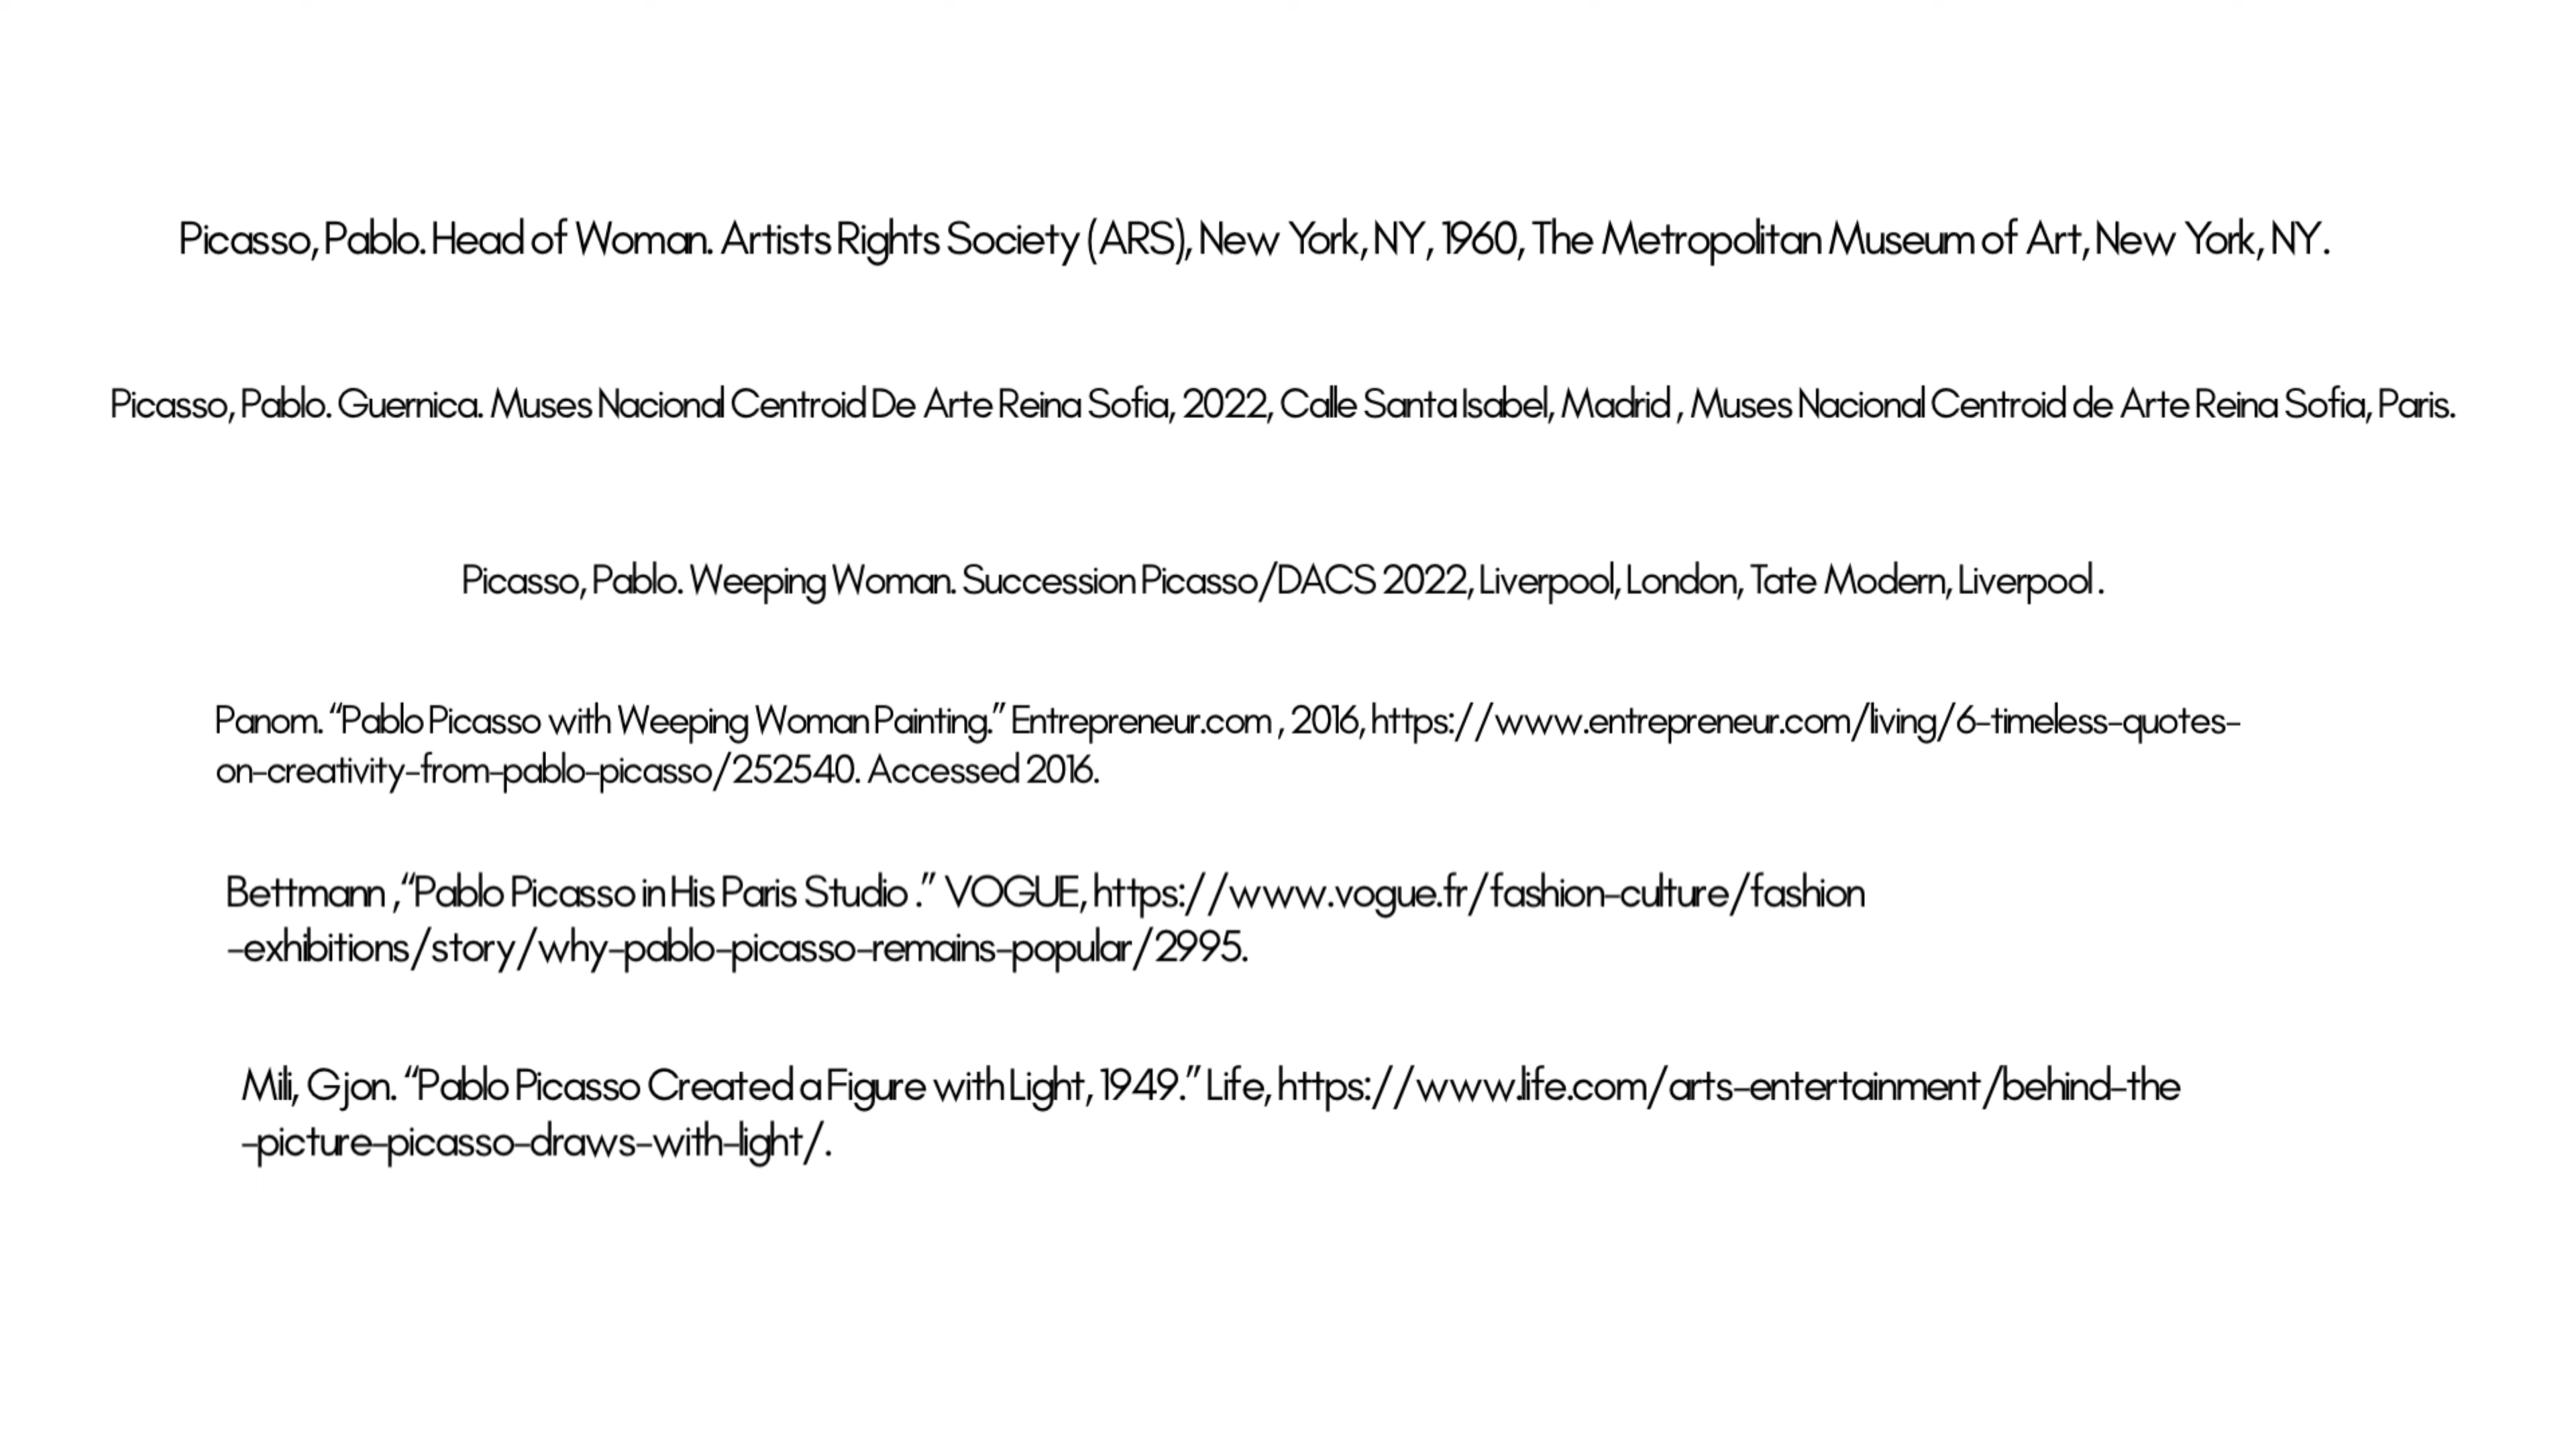 Picasso, Pablo. Head of Woman. Artists Rights Society (ARS), New York, NY, 1960, The Metropolitan Museum of Art, New York, NY.
Picasso, Pablo. Guernica. Muses Nacional Centroid De Arte Reina Sofia, 2022, Calle Santa Isabel, Madrid , Muses Nacional Centroid de Arte Reina Sofia, Paris.
Picasso, Pablo. Weeping Woman. Succession Picasso/DACS 2022, Liverpool, London, Tate Modern, Liverpool .
Panom. “Pablo Picasso with Weeping Woman Painting.” Entrepreneur.com , 2016, https://www.entrepreneur.com/living/6-timeless-quotes-
on-creativity-from-pablo-picasso/252540. Accessed 2016.
Bettmann ,“Pablo Picasso in His Paris Studio .” VOGUE, https://www.vogue.fr/fashion-culture/fashion
-exhibitions/story/why-pablo-picasso-remains-popular/2995.
Mili, Gjon. “Pablo Picasso Created a Figure with Light, 1949.” Life, https://www.life.com/arts-entertainment/behind-the
-picture-picasso-draws-with-light/.